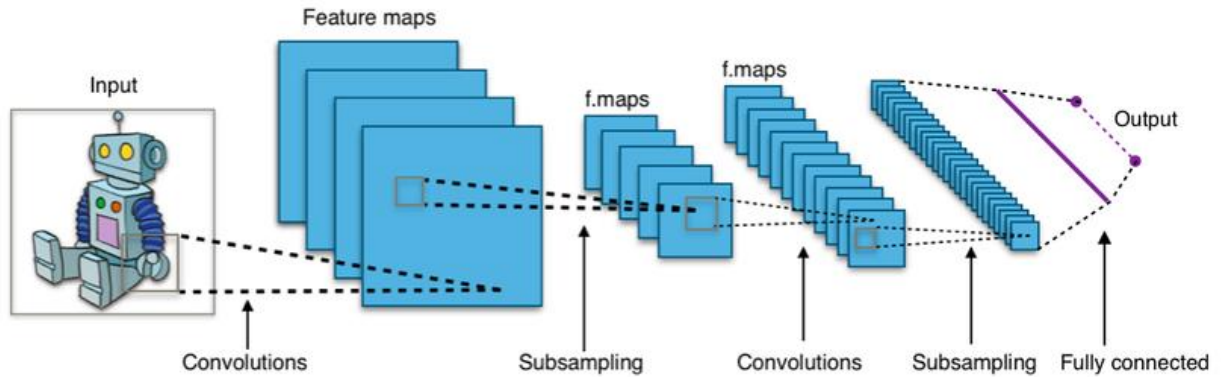 Feature maps
Input
f.maps
f.maps
Output
Convolutions
Subsampling
Convolutions
Subsampling
Fully connected